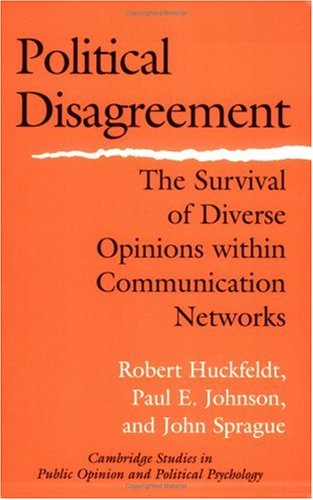 Political
Disagreement
The Survival
of Diverse
Opinions within
Communication
Networks
Robert Huckfeldt,
Paul E. Johnson,
and John Sprague
Cambridge Studies in
Public Opinion and Political Psychology